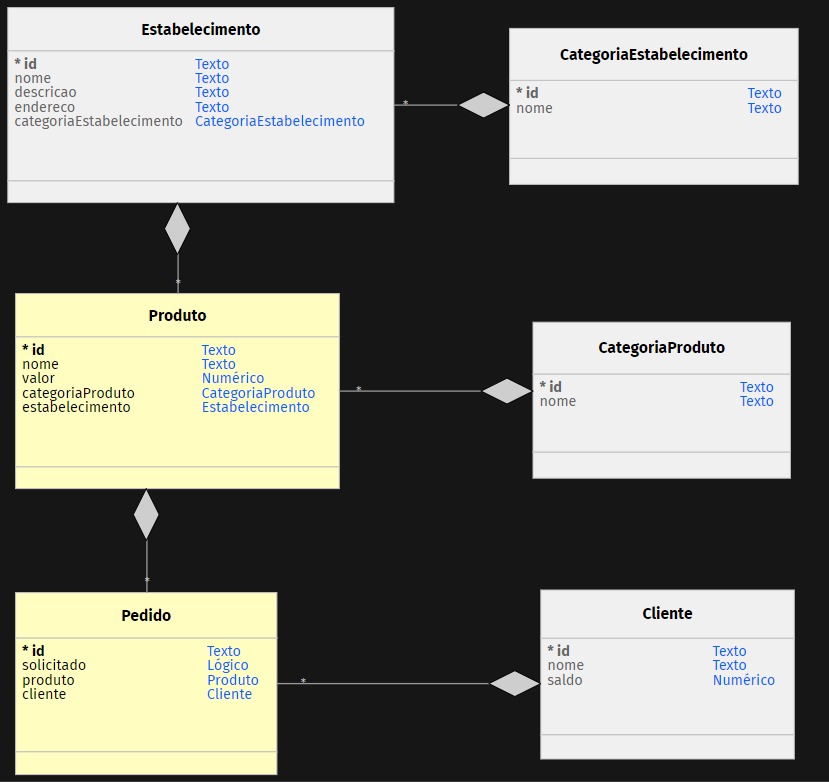 Estabelecimento
* id Texto
nome Texto
descricao Texto
endereco Texto
categoriaEstabelecimento CategoriaEstabelecimento
*
CategoriaEstabelecimento
* id Texto
nome Texto
*
Produto
* id Texto
nome Texto
valor Numérico
categoriaProduto CategoriaProduto
estabelecimento Estabelecimento
*
CategoriaProduto
* id Texto
nome Texto
*
Pedido
* id Texto
solicitado Lógico
produto Produto
cliente Cliente
*
Cliente
* id Texto
nome Texto
saldo Numérico